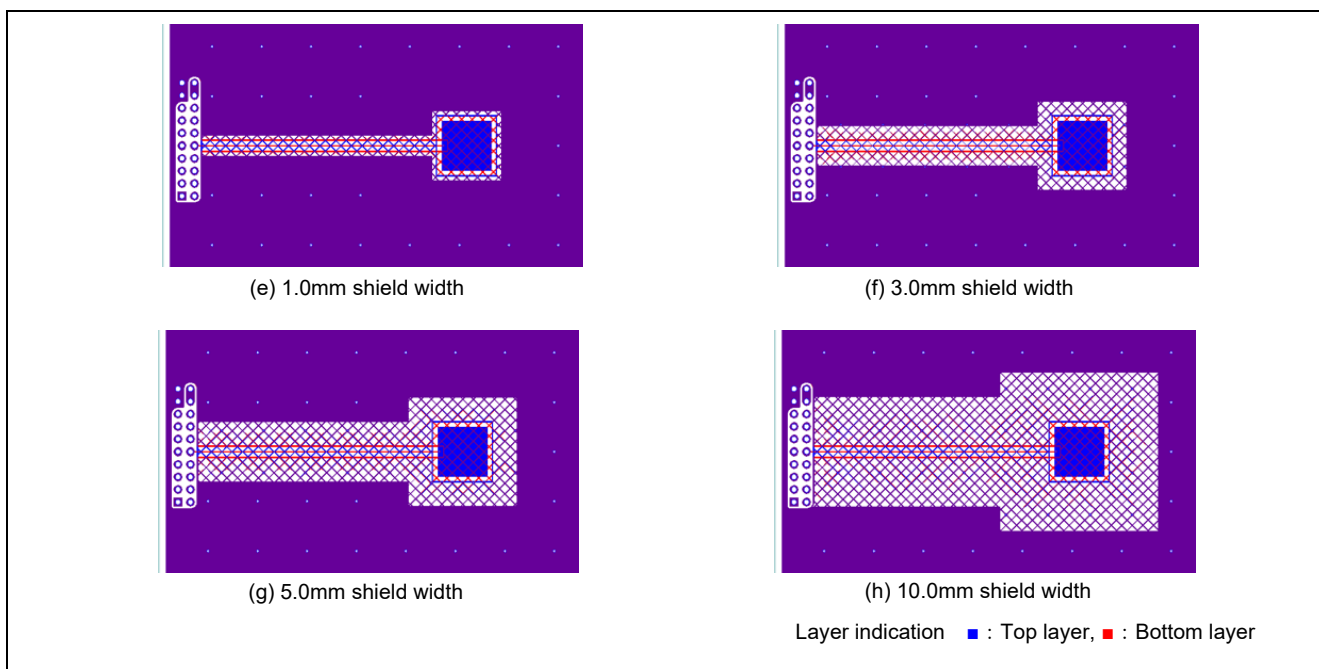 (e) 1.0mm shield width
(f) 3.0mm shield width
(g) 5.0mm shield width
(h) 10.0mm shield width
Layer indication ■ : Top layer, ■ : Bottom layer